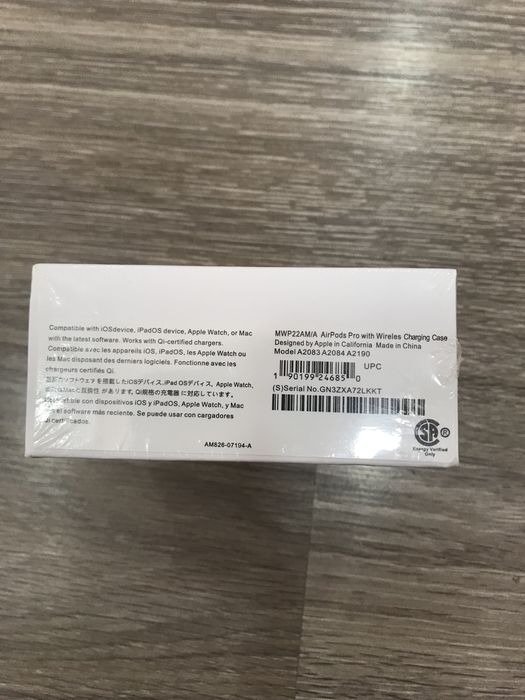 Compatible with iOSdevice, iPadOS device, Apple Watch, or Mac
with the latest software. Works with Qi-certified chargers.
Compatible avec les appareils iOS, iPadOS, les Apple Watch ou
les Mac disposant des derniers logiciels. Fonctionne avec les
chargeurs certifiés Qi.
ソフトウェアを搭載したiOSデバイス,iPad OSデバイス, Apple Watch,
Macと互換性 があります. Qi規格の充電器 に対応しています.
Compatible con dispositivos iOS y iPadOS, Apple Watch, y Mac
con el software más reciente. Se puede usar con cargadores
Qi certificados.
AM826-07194-A
MWP22AM/A AirPods Pro with Wireles Charging Case
Designed by Apple in California Made in China
Model A2083 A2084 A2190
UPC
1 90199 24685 0
(S)Serial No.GN3ZXA72LKKT
CSA ®
Energy Verified
Only